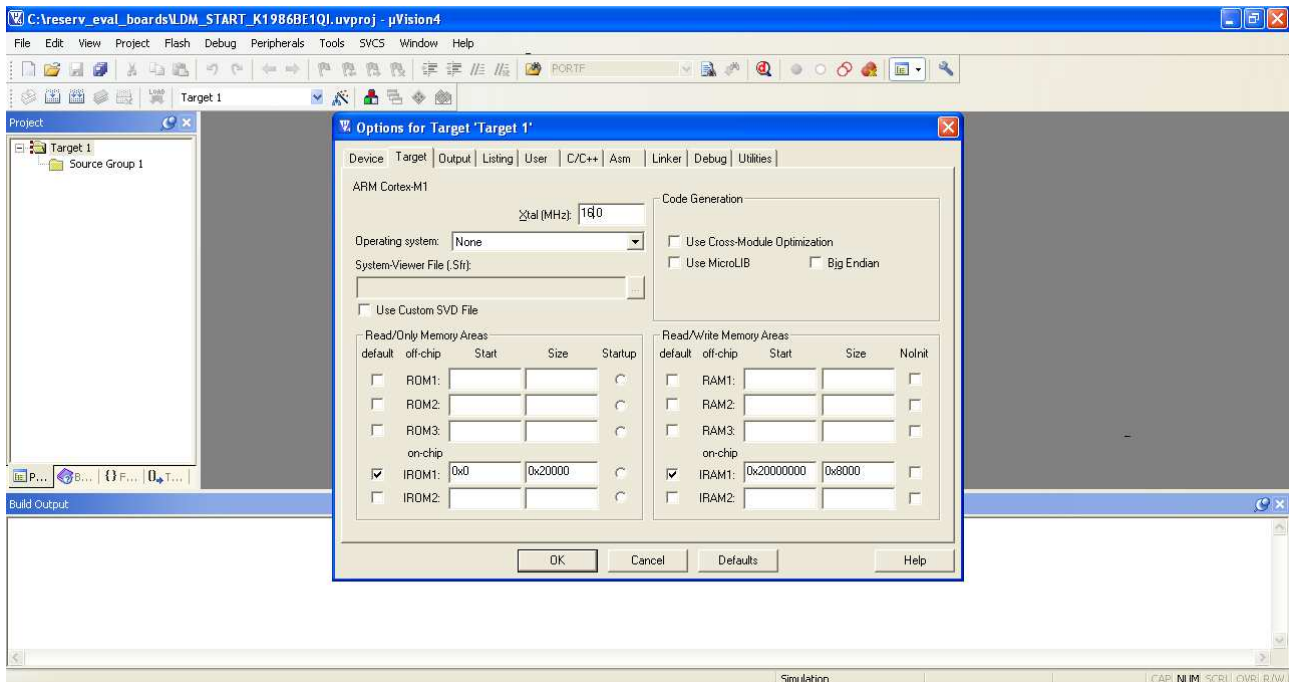 C:\reserv_eval_boards\LDM_START_K1986BE1QI.uvproj - µVision4
File Edit View Project Flash Debug Peripherals Tools SVCS Window Help
PORTF
LOAD Target 1
Project
Target 1
Source Group 1
P... B... {} F... 0 T...
Options for Target 'Target 1'
Device Target Output Listing User C/C++ Asm Linker Debug Utilities
ARM Cortex-M1
Xtal (MHz): 16.0
Operating system: None
System-Viewer File (.Sfr):
...
Use Custom SVD File
Code Generation
Use Cross-Module Optimization
Use MicroLIB Big Endian
Read/Only Memory Areas
default off-chip Start Size Startup
ROM1:
ROM2:
ROM3:
on-chip
IROM1: 0x0 0x20000
IROM2:
Read/Write Memory Areas
default off-chip Start Size NoInit
RAM1:
RAM2:
RAM3:
on-chip
IRAM1: 0x20000000 0x8000
IRAM2:
OK Cancel Defaults Help
Build Output
Simulation CAP NUM SCRL OVR R/W